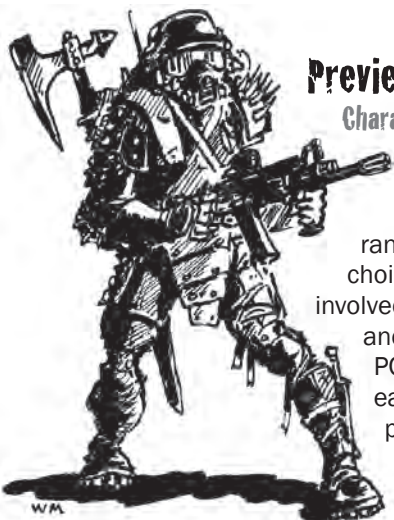 Previe
Chara
ran
choi
involved
and
PC
ea
p
WM